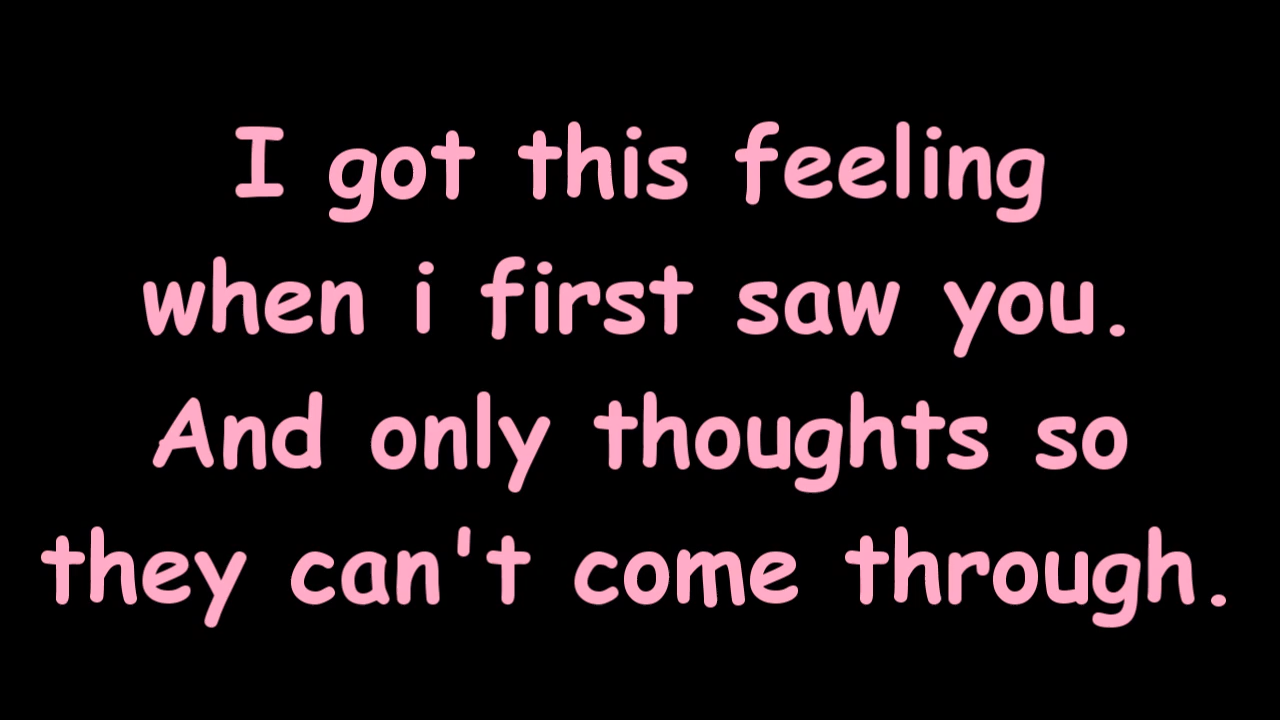 I got this feeling
when i first saw you.
And only thoughts so
they can't come through.